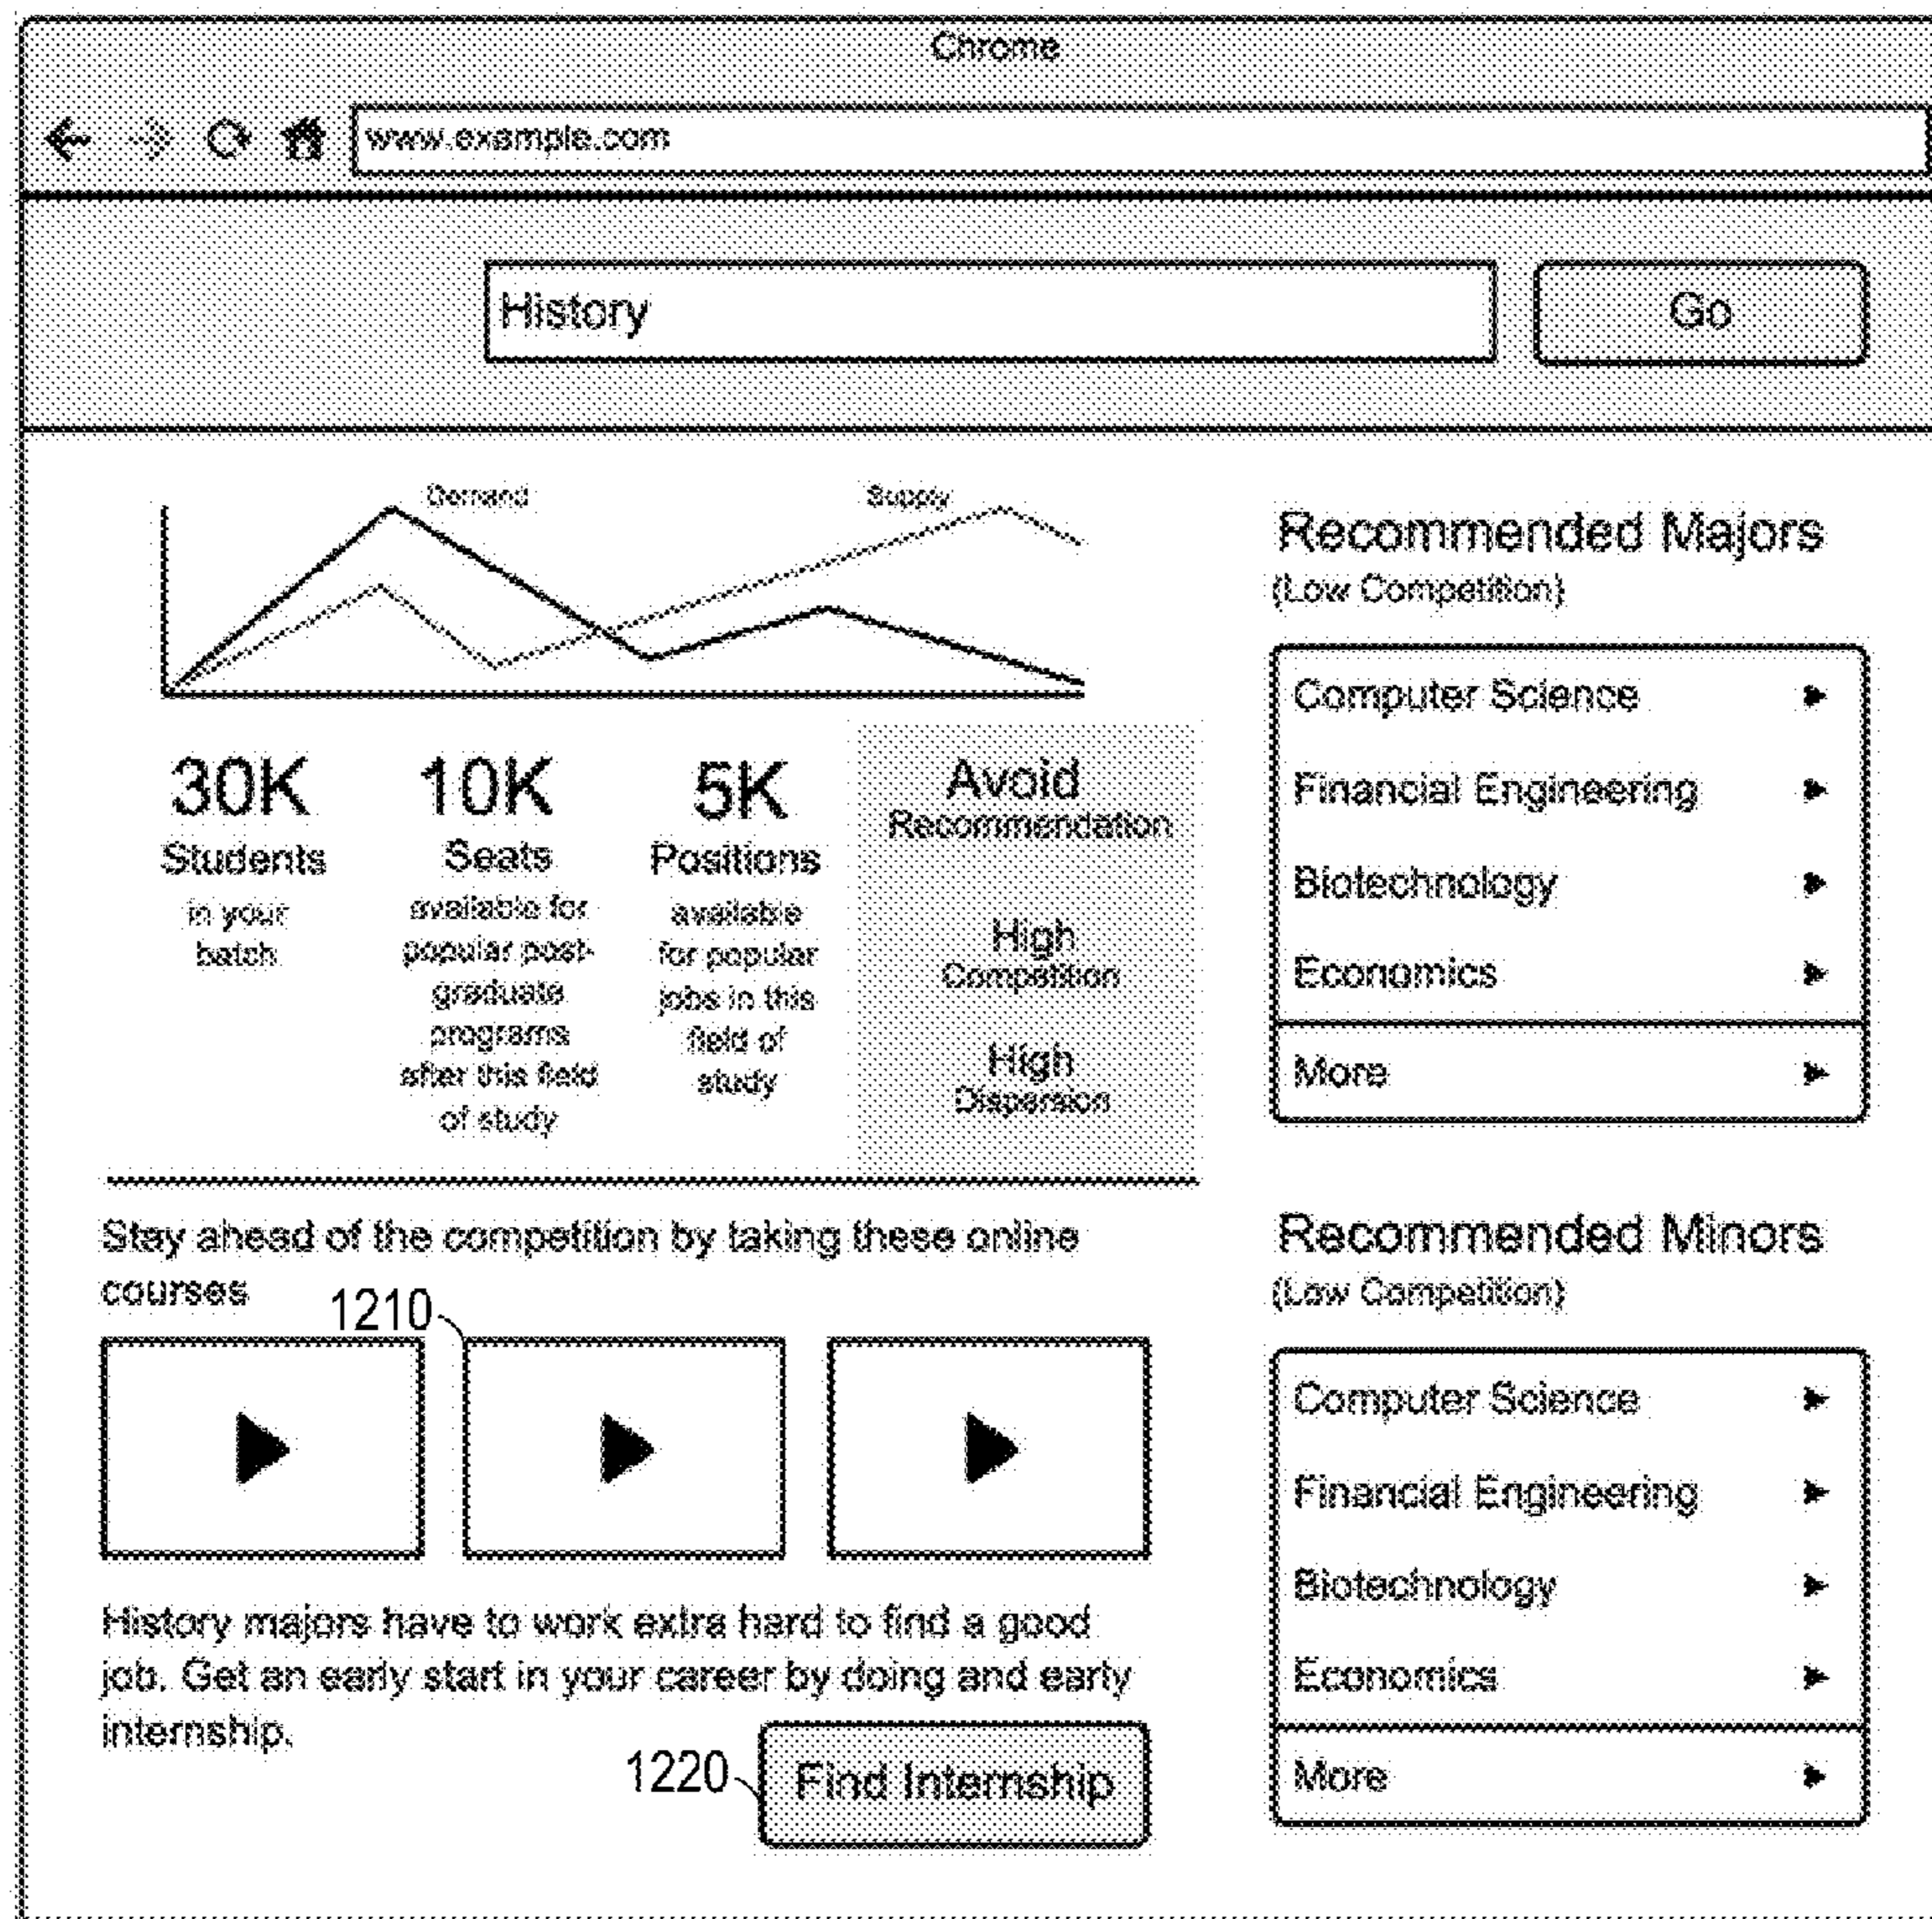 Chrome
www.example.com
History
Go
Demand
Supply
30K
Students
in your
batch
10K
Seats
available for
popular post-
graduate
programs
after this field
of study
5K
Positions
available
for popular
jobs in this
field of
study
Avoid
Recommendation
High
Competition
High
Dispersion
Stay ahead of the competition by taking these online
courses
1210
History majors have to work extra hard to find a good
job. Get an early start in your career by doing and early
internship.
1220
Find Internship
Recommended Majors
(Low Competition)
Computer Science
Financial Engineering
Biotechnology
Economics
More
Recommended Minors
(Low Competition)
Computer Science
Financial Engineering
Biotechnology
Economics
More